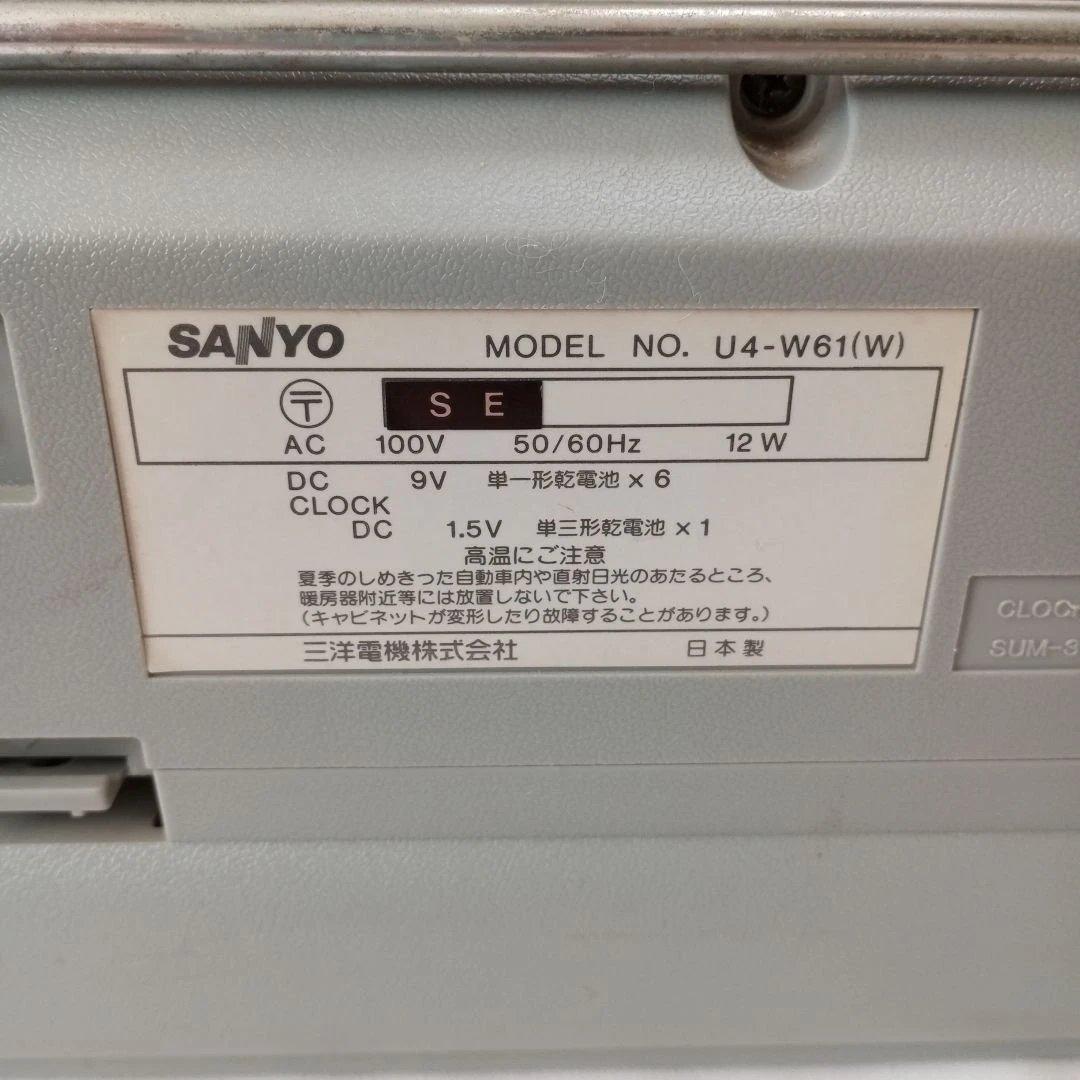 SANYO MODEL NO. U4-W61(W)
〒 S E
AC 100V 50/60Hz 12W
DC 9V 単一形乾電池×6
CLOCK
DC 1.5V 単三形乾電池×1
高温にご注意
夏季のしめきった自動車内や直射日光のあたるところ、
暖房器附近等には放置しないで下さい。
(キャビネットが変形したり故障することがあります。)
三洋電機株式会社 日本製
SUM-3